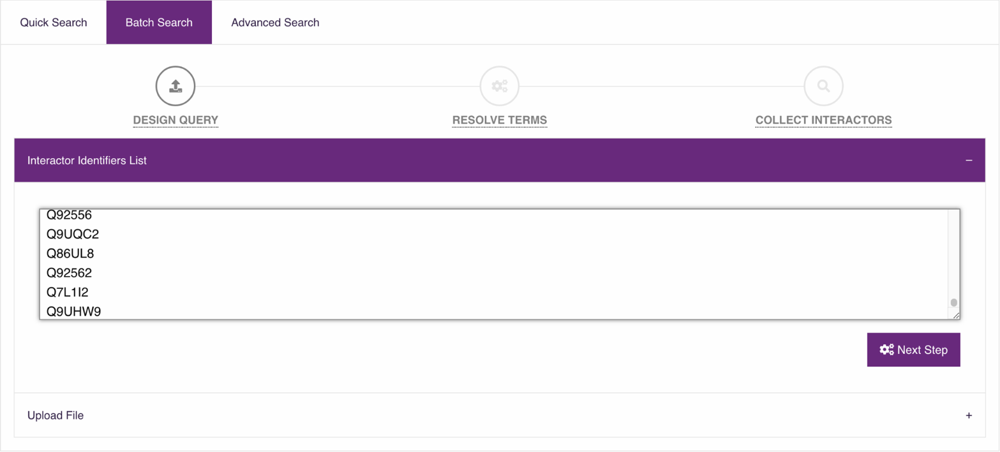 Quick Search
Batch Search
Advanced Search
DESIGN QUERY
RESOLVE TERMS
COLLECT INTERACTORS
Interactor Identifiers List
−
Q92556
Q9UQC2
Q86UL8
Q92562
Q7L1I2
Q9UHW9
Next Step
Upload File
+